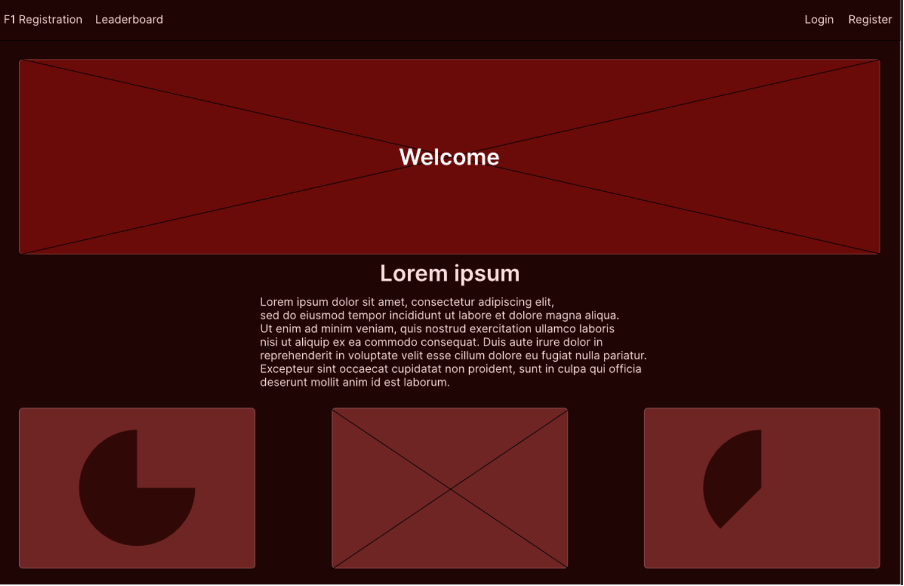 F1 Registration Leaderboard Login Register
Welcome
Lorem ipsum
Lorem ipsum dolor sit amet, consectetur adipiscing elit,
sed do eiusmod tempor incididunt ut labore et dolore magna aliqua.
Ut enim ad minim veniam, quis nostrud exercitation ullamco laboris
nisi ut aliquip ex ea commodo consequat. Duis aute irure dolor in
reprehenderit in voluptate velit esse cillum dolore eu fugiat nulla pariatur.
Excepteur sint occaecat cupidatat non proident, sunt in culpa qui officia
deserunt mollit anim id est laborum.